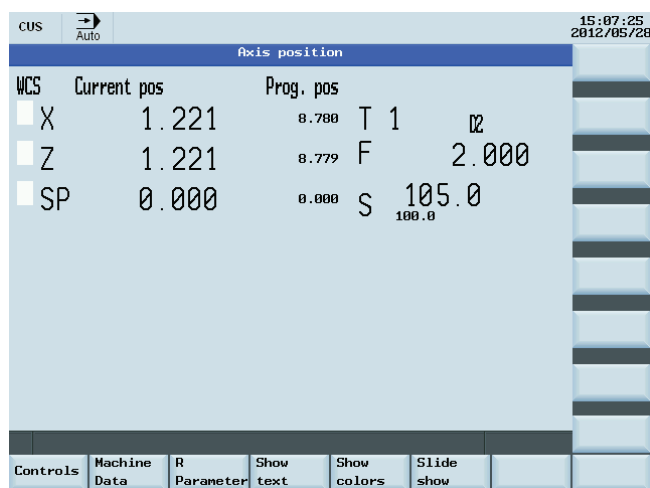 CUS Auto 15:07:25
2012/05/28
Axis position
WCS Current pos Prog. pos
X 1.221 8.780 T 1 D2
Z 1.221 8.779 F 2.000
SP 0.000 0.000 S 105.0
100.0
Controls
Machine Data
R Parameter
Show text
Show colors
Slide show